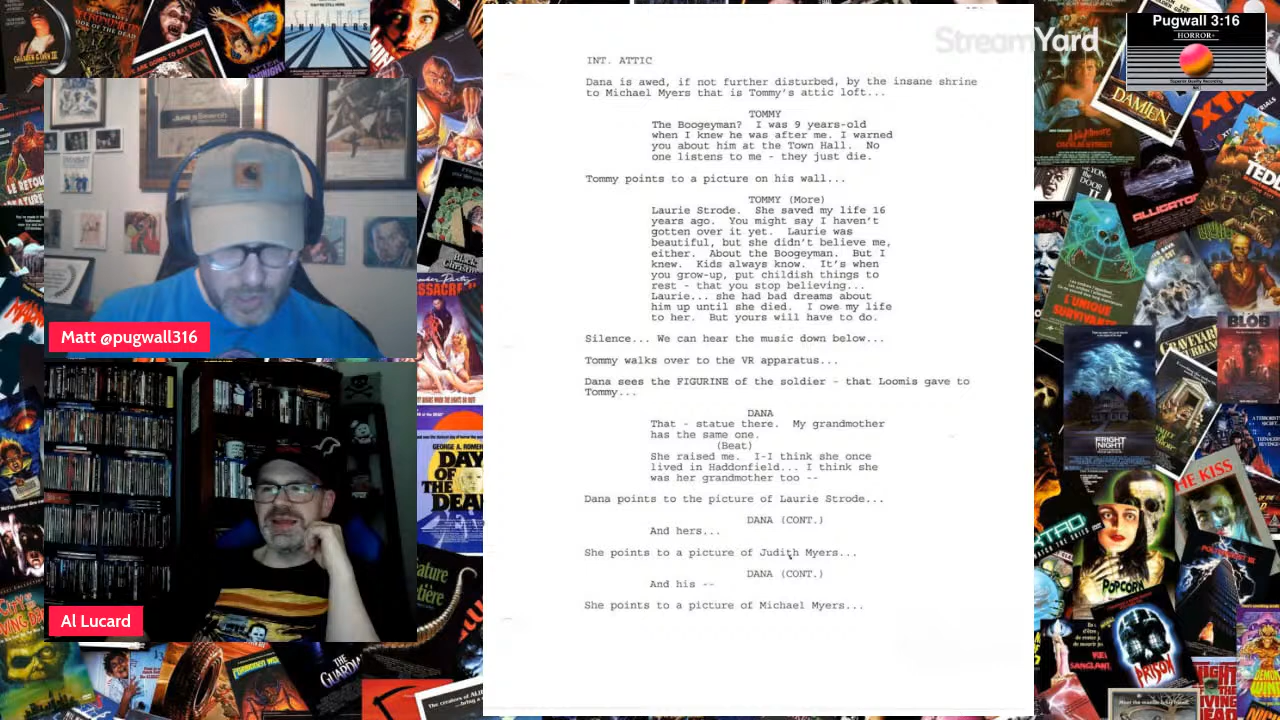 StreamYard
Pugwall 3:16
HORROR+
Superior Quality Recording
Matt @pugwall316
Al Lucard
INT. ATTIC
Dana is awed, if not further disturbed, by the insane shrine
to Michael Myers that is Tommy's attic loft...
TOMMY
The Boogeyman? I was 9 years-old
when I knew he was after me. I warned
you about him at the Town Hall. No
one listens to me - they just die.
Tommy points to a picture on his wall...
TOMMY (More)
Laurie Strode. She saved my life 16
years ago. You might say I haven't
gotten over it yet. Laurie was
beautiful, but she didn't believe me,
either. About the Boogeyman. But I
knew. Kids always know. It's when
you grow-up, put childish things to
rest - that you stop believing...
Laurie... she had bad dreams about
him up until she died. I owe my life
to her. But yours will have to do.
Silence... We can hear the music down below...
Tommy walks over to the VR apparatus...
Dana sees the FIGURINE of the soldier - that Loomis gave to
Tommy...
DANA
That - statue there. My grandmother
has the same one.
(Beat)
She raised me. I-I think she once
lived in Haddonfield... I think she
was her grandmother too --
Dana points to the picture of Laurie Strode...
DANA (CONT.)
And hers...
She points to a picture of Judith Myers...
DANA (CONT.)
And his --
She points to a picture of Michael Myers...
DAMIEN
ALLIGATOR
L'UNIQUE
SURVIVANTE
FRIGHT
NIGHT
THE KISS
POPCORN
PRISON
GEORGE A. ROMERO
DAY
OF THE
DEAD
THE
GUARDIAN